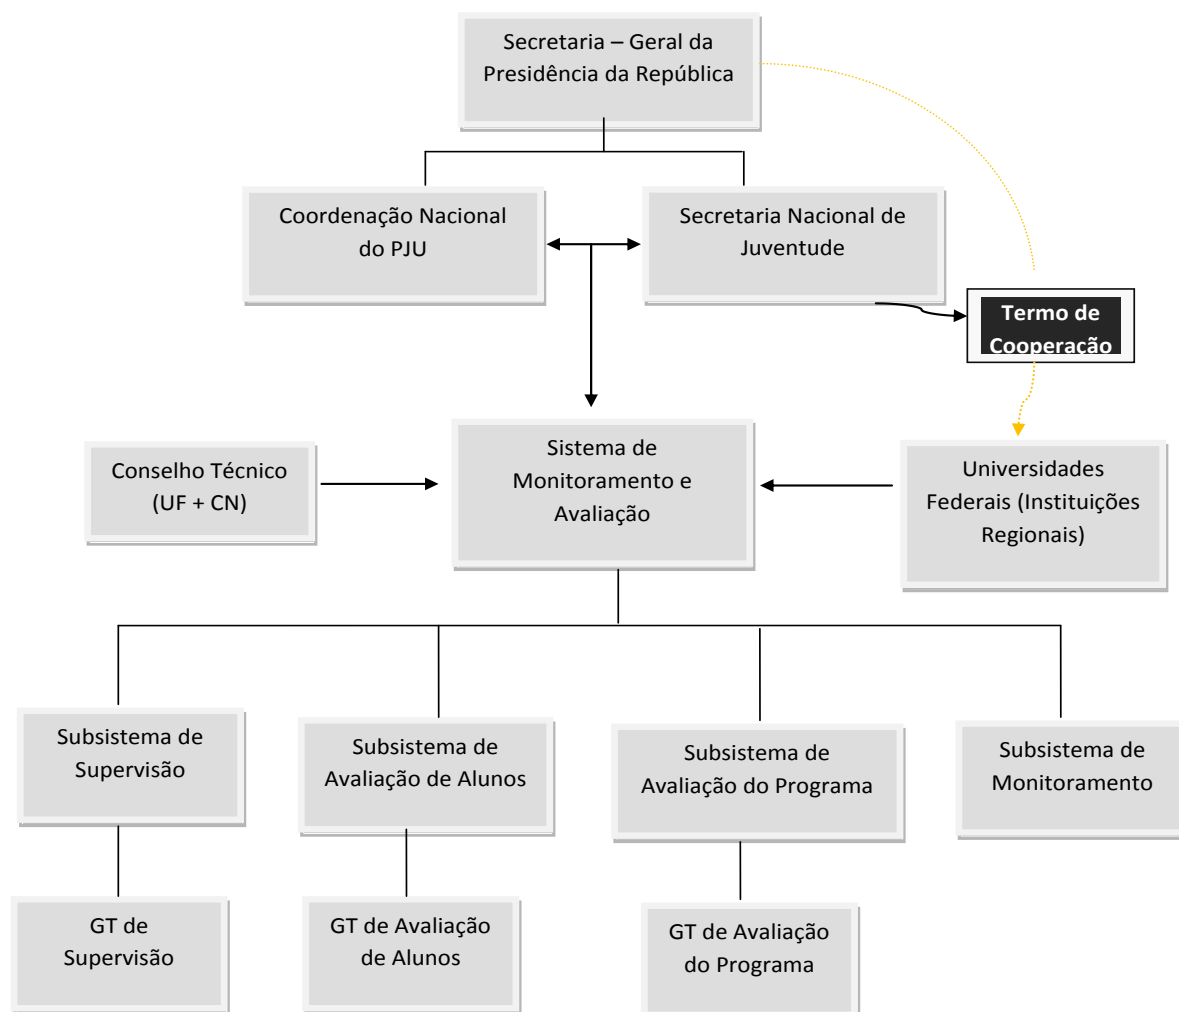 Secretaria – Geral da
Presidência da República
Coordenação Nacional
do PJU
Secretaria Nacional de
Juventude
Termo de
Cooperação
Conselho Técnico
(UF + CN)
Sistema de
Monitoramento e
Avaliação
Universidades
Federais (Instituições
Regionais)
Subsistema de
Supervisão
Subsistema de
Avaliação de Alunos
Subsistema de
Avaliação do Programa
Subsistema de
Monitoramento
GT de
Supervisão
GT de Avaliação
de Alunos
GT de Avaliação
do Programa